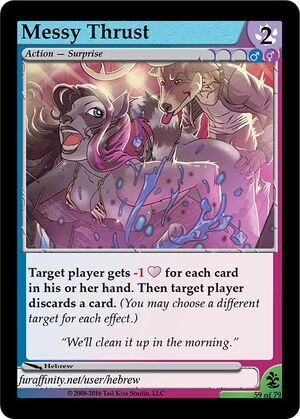 Messy Thrust
2
Action — Surprise
Target player gets -1 for each card
in his or her hand. Then target player
discards a card. (You may choose a different
target for each effect.)
“We'll clean it up in the morning.”
Hebrew
furaffinity.net/user/hebrew
59 of 79
© 2008-2016 Tail Kiss Studio, LLC